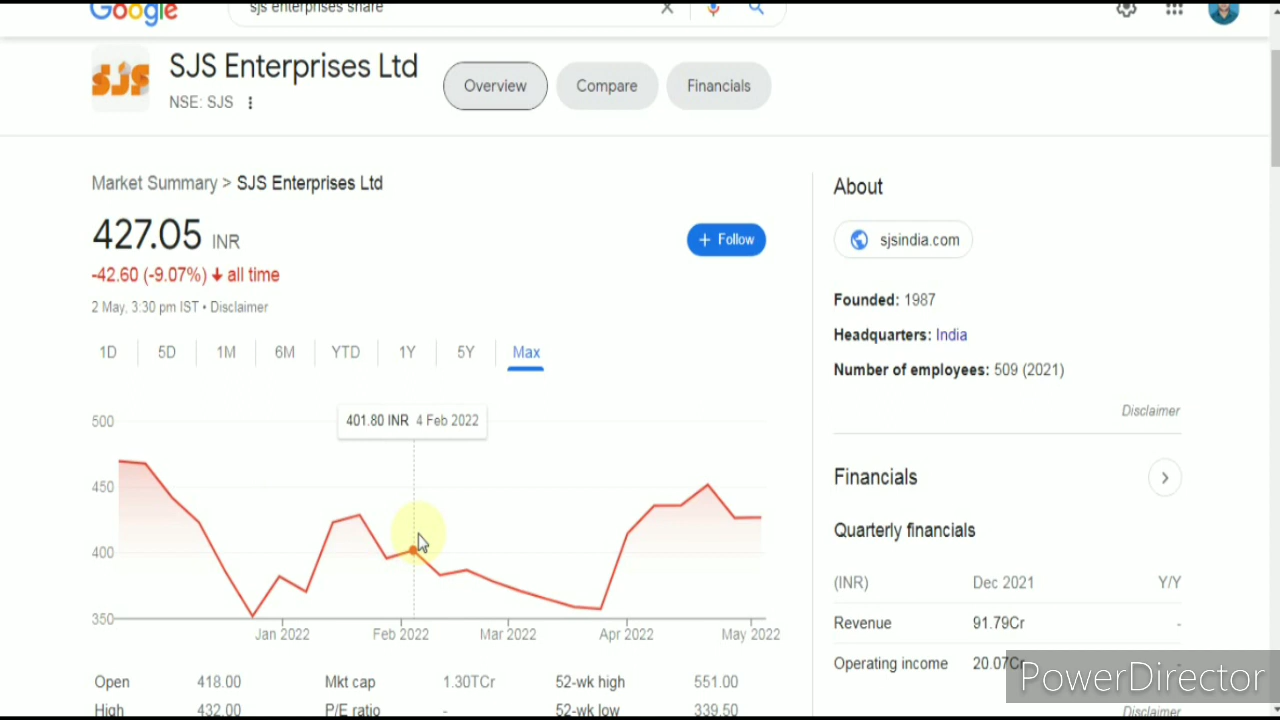 Google
sjs enterprises share
SJS
SJS Enterprises Ltd
NSE: SJS
Overview
Compare
Financials
Market Summary > SJS Enterprises Ltd
427.05 INR
+ Follow
-42.60 (-9.07%) all time
2 May, 3:30 pm IST • Disclaimer
1D 5D 1M 6M YTD 1Y 5Y Max
401.80 INR 4 Feb 2022
500
450
400
350
Jan 2022 Feb 2022 Mar 2022 Apr 2022 May 2022
Open 418.00 Mkt cap 1.30TCr 52-wk high 551.00
High 432.00 P/E ratio - 52-wk low 339.50
About
sjsindia.com
Founded: 1987
Headquarters: India
Number of employees: 509 (2021)
Disclaimer
Financials
Quarterly financials
(INR) Dec 2021 Y/Y
Revenue 91.79Cr -
Operating income 20.07Cr
PowerDirector
Disclaimer